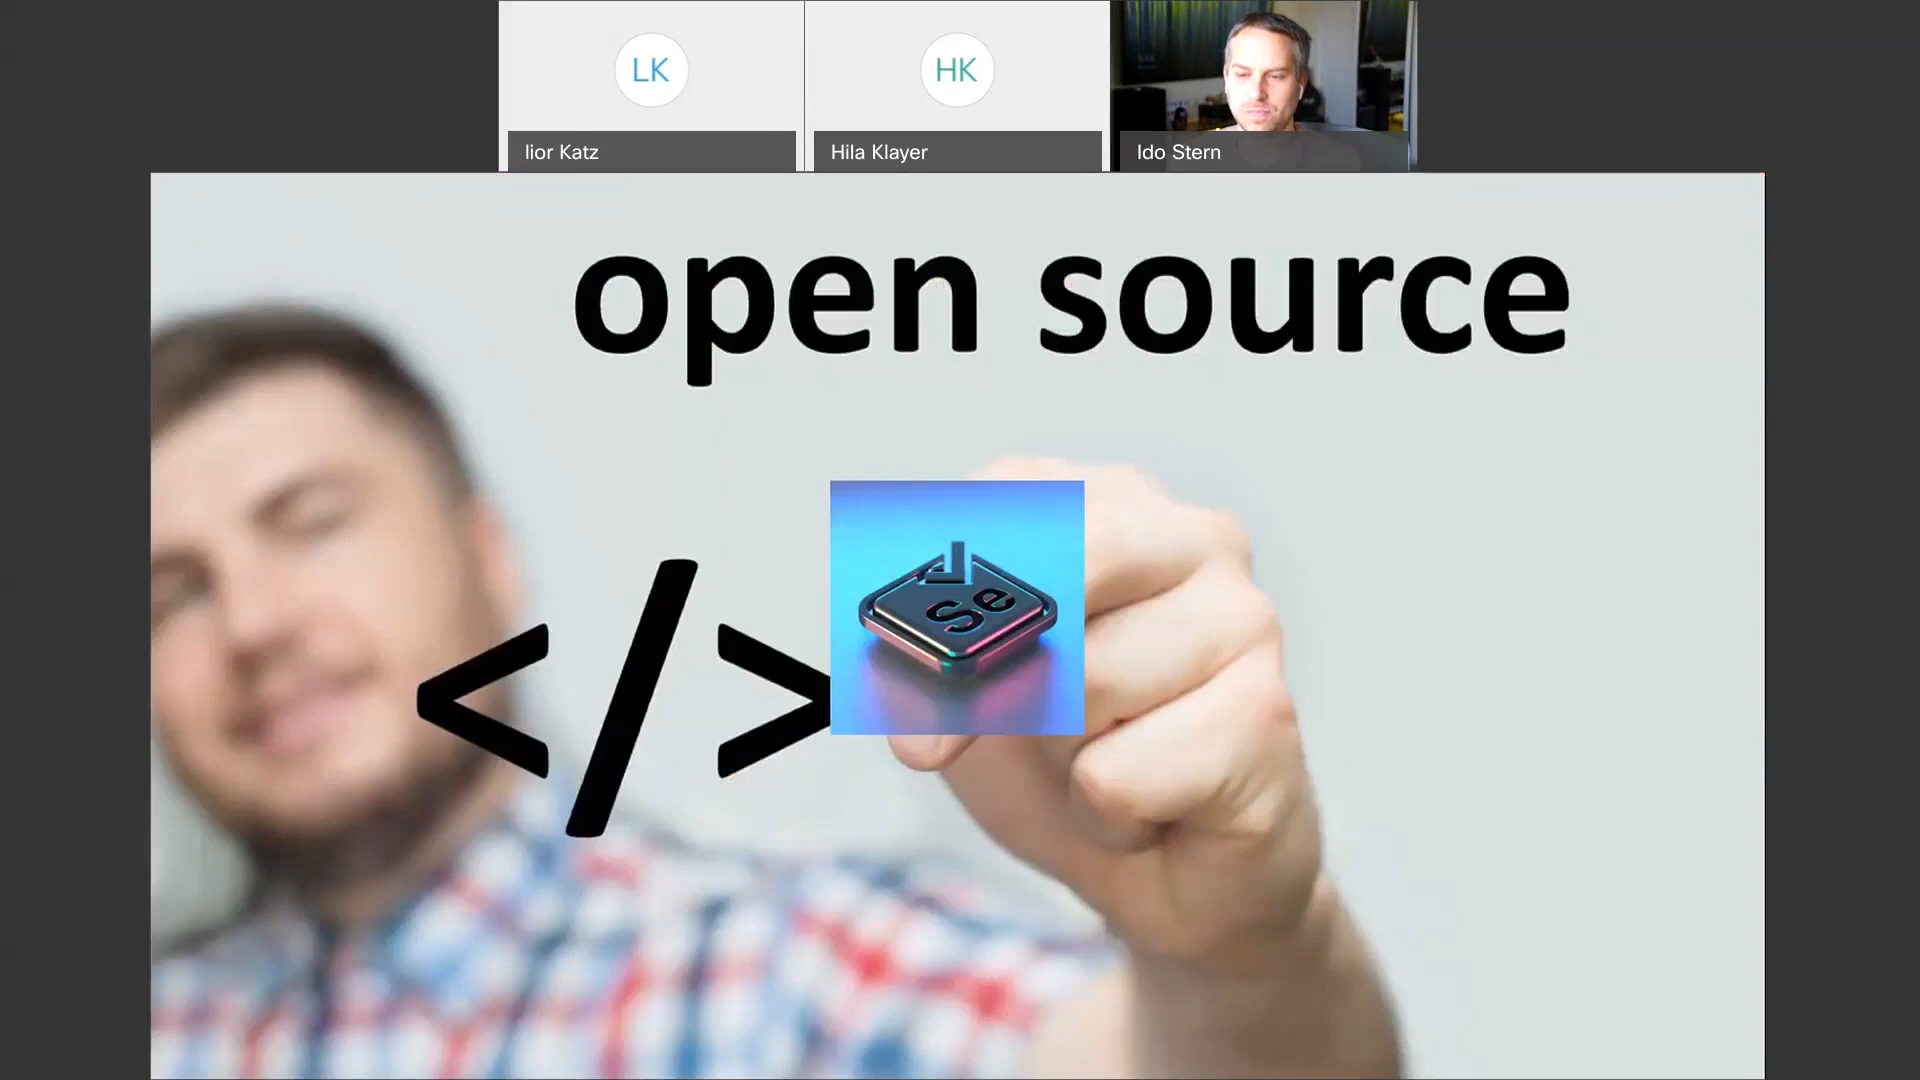 LK
HK
lior Katz
Hila Klayer
Ido Stern
open source
</>
Se